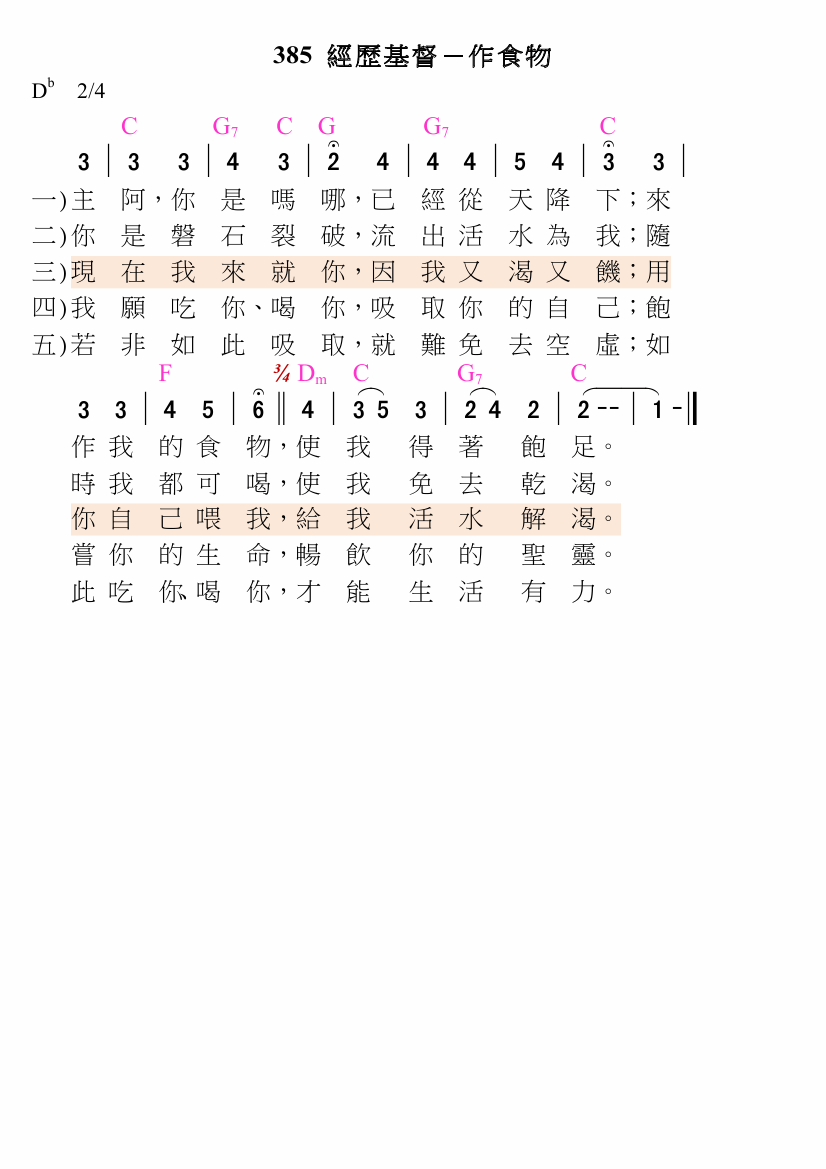 385 經歷基督－作食物
Db 2/4
C G7 C G G7 C
3 | 3 3 | 4 3 | 2 4 | 4 4 | 5 4 | 3 3 |
一)主阿，你是嗎哪，已經從天降下；來
二)你是磐石裂破，流出活水為我；隨
三)現在我來就你，因我又渴又饑；用
四)我願吃你、喝你，吸取你的自己；飽
五)若非如此吸取，就難免去空虛；如
F ¾ Dm C G7 C
3 3 | 4 5 | 6 || 4 | 3 5 3 | 2 4 2 | 2 - - | 1 - ||
作我的食物，使我得著飽足。
時我都可喝，使我免去乾渴。
你自己喂我，給我活水解渴。
嘗你的生命，暢飲你的聖靈。
此吃你、喝你，才能生活有力。